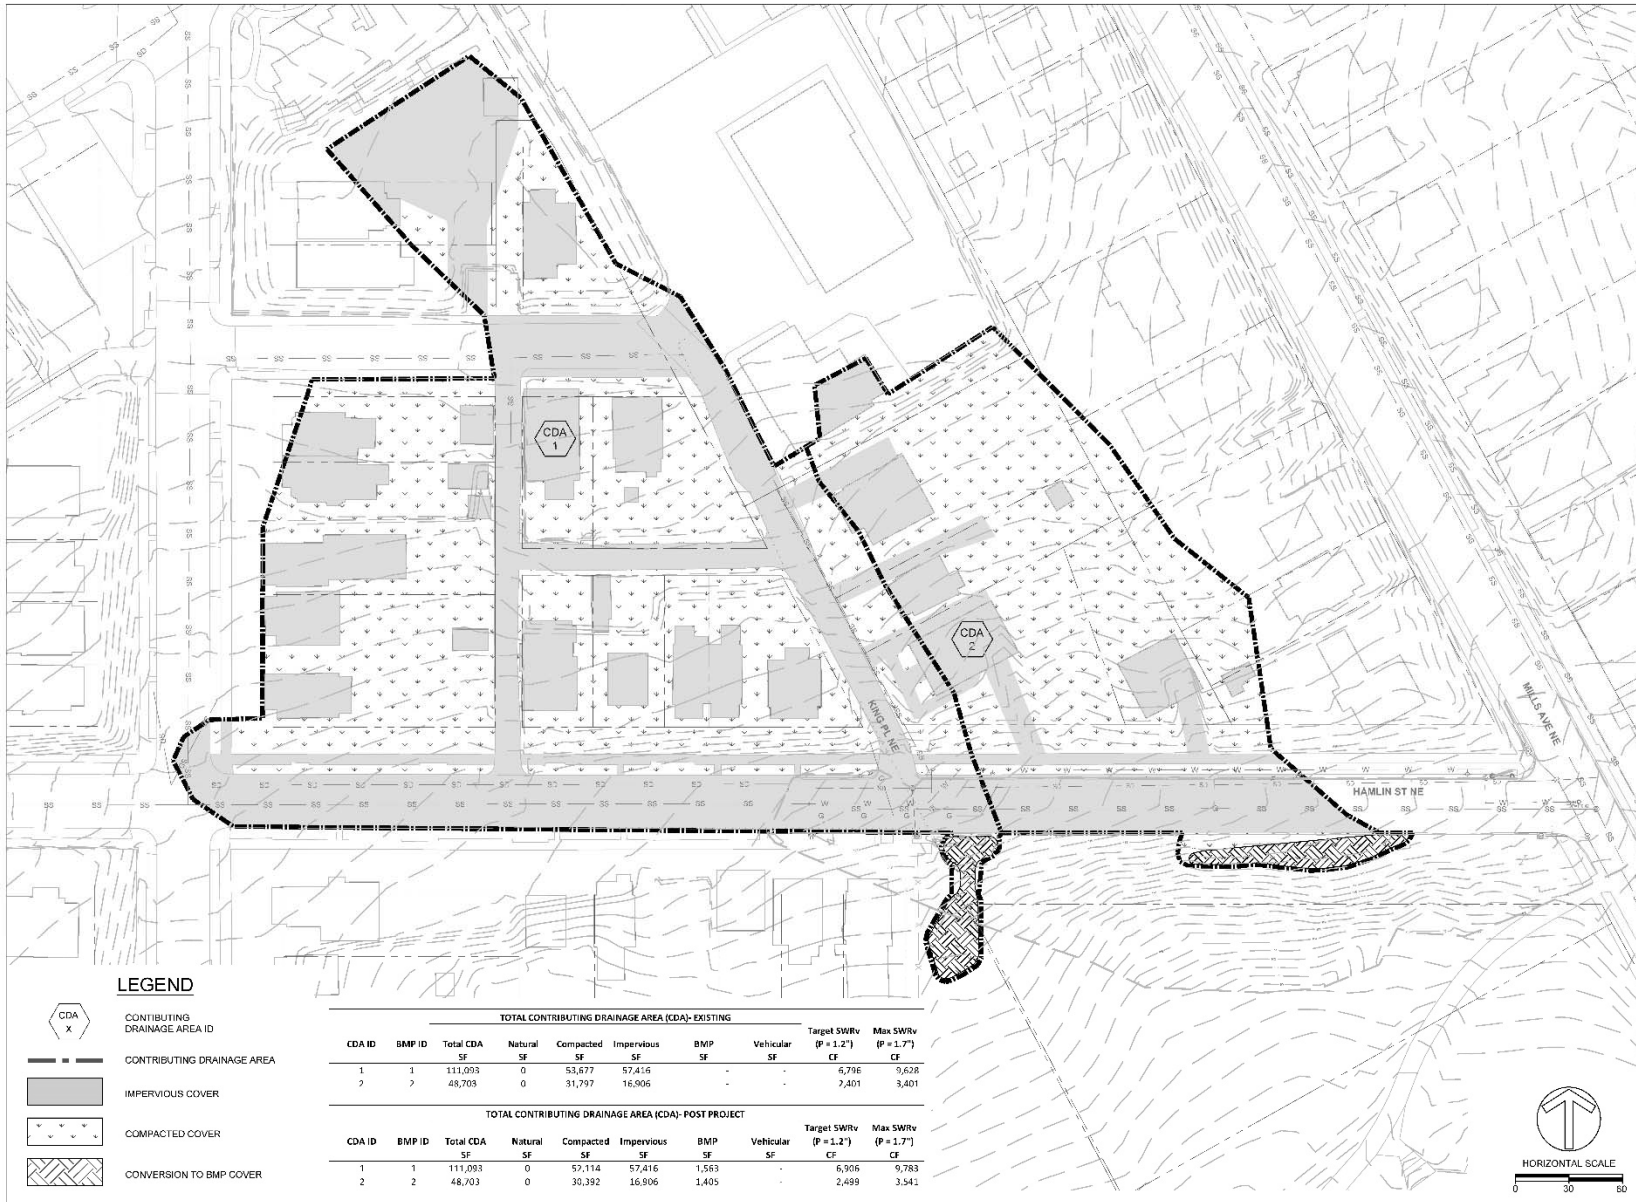 CDA
1
CDA
2
KING PL NE
MILLS AVE NE
HAMLIN ST NE
LEGEND
CDA
X
CONTIBUTING
DRAINAGE AREA ID
CONTRIBUTING DRAINAGE AREA
IMPERVIOUS COVER
COMPACTED COVER
CONVERSION TO BMP COVER
TOTAL CONTRIBUTING DRAINAGE AREA (CDA)- EXISTING
CDA ID BMP ID Total CDA Natural Compacted Impervious BMP Vehicular Target SWRv (P = 1.2") Max SWRv (P = 1.7")
SF SF SF SF SF SF CF CF
1 1 111,093 0 53,677 57,416 - - 6,796 9,628
2 2 48,703 0 31,797 16,906 - - 2,401 3,401
TOTAL CONTRIBUTING DRAINAGE AREA (CDA)- POST PROJECT
CDA ID BMP ID Total CDA Natural Compacted Impervious BMP Vehicular Target SWRv (P = 1.2") Max SWRv (P = 1.7")
SF SF SF SF SF SF CF CF
1 1 111,093 0 52,114 57,416 1,563 - 6,906 9,783
2 2 48,703 0 30,392 16,906 1,405 - 2,499 3,541
HORIZONTAL SCALE
0 30 60